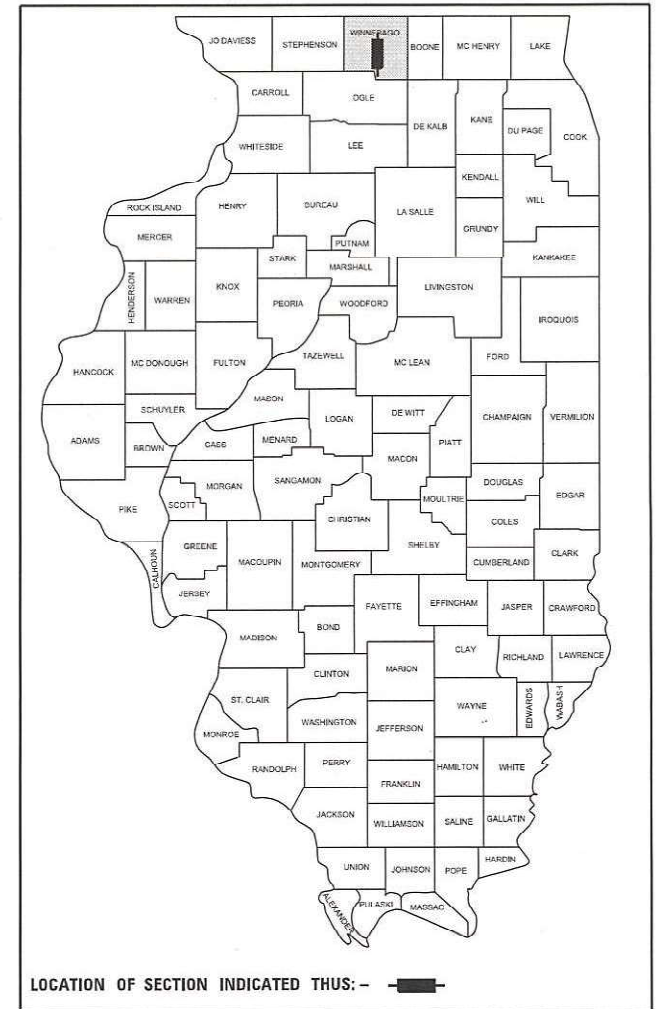 JO DAVIESS
STEPHENSON
WINNEBAGO
BOONE
MC HENRY
LAKE
CARROLL
OGLE
DE KALB
KANE
DU PAGE
COOK
WHITESIDE
LEE
KENDALL
WILL
ROCK ISLAND
HENRY
BUREAU
LA SALLE
GRUNDY
MERCER
PUTNAM
STARK
MARSHALL
KANKAKEE
HENDERSON
WARREN
KNOX
PEORIA
WOODFORD
LIVINGSTON
IROQUOIS
HANCOCK
MC DONOUGH
FULTON
TAZEWELL
MC LEAN
FORD
MASON
SCHUYLER
LOGAN
DE WITT
CHAMPAIGN
VERMILION
ADAMS
BROWN
CASS
MENARD
MACON
PIATT
PIKE
SCOTT
MORGAN
SANGAMON
CHRISTIAN
MOULTRIE
DOUGLAS
EDGAR
COLES
CALHOUN
GREENE
MACOUPIN
MONTGOMERY
SHELBY
CUMBERLAND
CLARK
JERSEY
FAYETTE
EFFINGHAM
JASPER
CRAWFORD
MADISON
BOND
CLAY
RICHLAND
LAWRENCE
CLINTON
MARION
ST. CLAIR
WAYNE
EDWARDS
WABASH
MONROE
WASHINGTON
JEFFERSON
RANDOLPH
PERRY
HAMILTON
WHITE
FRANKLIN
JACKSON
WILLIAMSON
SALINE
GALLATIN
UNION
JOHNSON
POPE
HARDIN
ALEXANDER
PULASKI
MASSAC
LOCATION OF SECTION INDICATED THUS: –